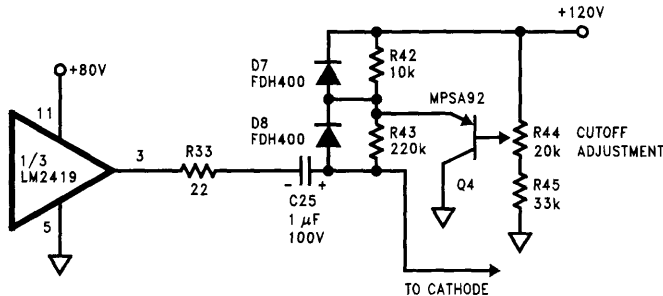 +120V
+80V
D7
FDH400
R42
10k
MPSA92
11
D8
FDH400
1/3
LM2419
3
R33
22
R43
220k
R44
20k
CUTOFF
ADJUSTMENT
Q4
R45
33k
5
- +
C25
1 μF
100V
TO CATHODE